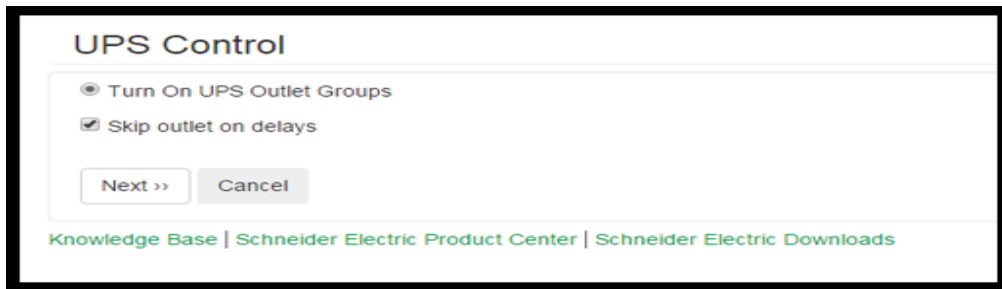 UPS Control
Turn On UPS Outlet Groups
Skip outlet on delays
Next ›› Cancel
Knowledge Base | Schneider Electric Product Center | Schneider Electric Downloads